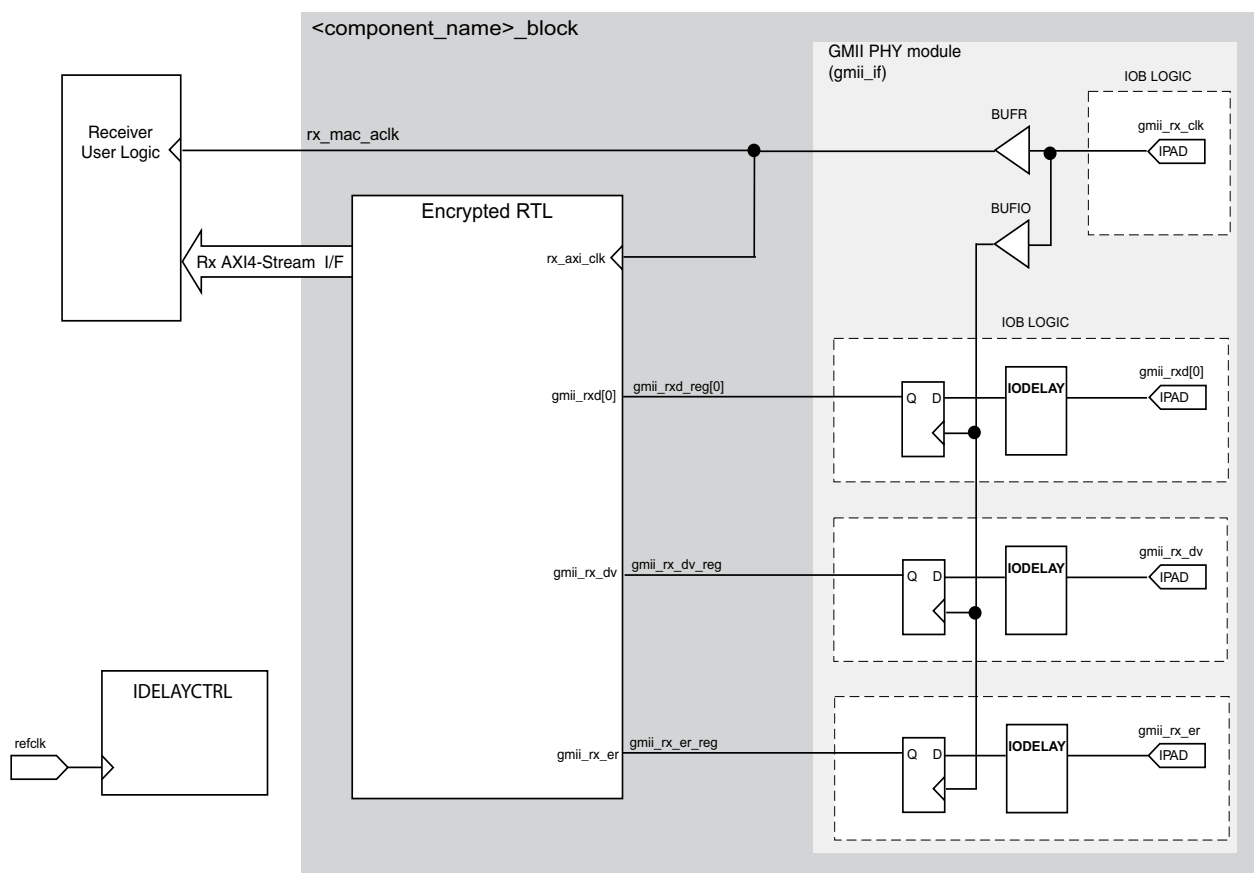 <component_name>_block
GMII PHY module
(gmii_if)
IOB LOGIC
gmii_rx_clk
IPAD
BUFR
BUFIO
Receiver
User Logic
rx_mac_aclk
Encrypted RTL
rx_axi_clk
Rx AXI4-Stream I/F
IOB LOGIC
gmii_rxd[0]
gmii_rxd_reg[0]
Q D
IODELAY
gmii_rxd[0]
IPAD
gmii_rx_dv
gmii_rx_dv_reg
Q D
IODELAY
gmii_rx_dv
IPAD
IDELAYCTRL
refclk
gmii_rx_er
gmii_rx_er_reg
Q D
IODELAY
gmii_rx_er
IPAD